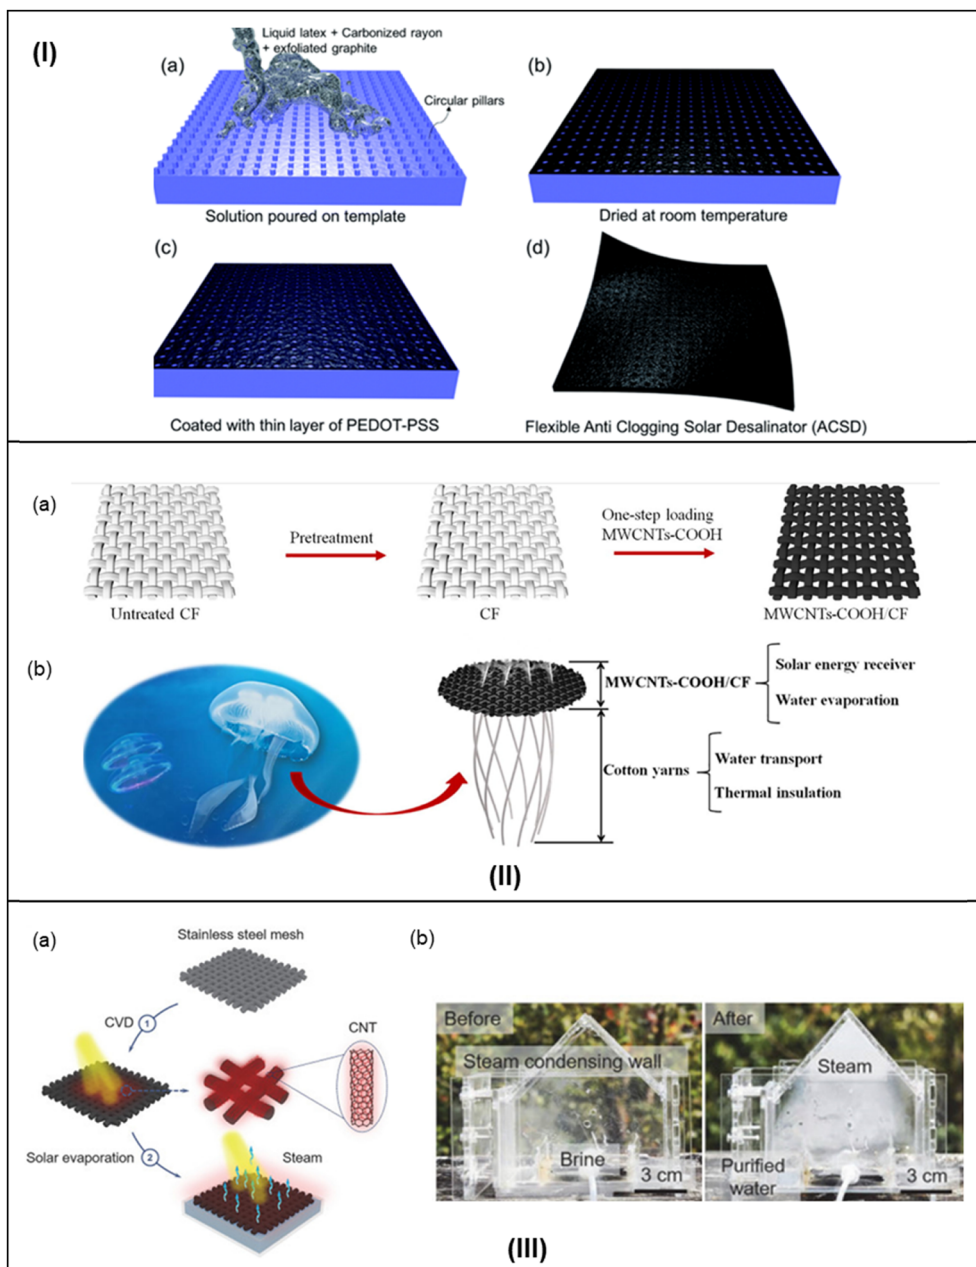 (I)
Liquid latex + Carbonized rayon
+ exfoliated graphite
(a)
Circular pillars
Solution poured on template
(b)
Dried at room temperature
(c)
Coated with thin layer of PEDOT-PSS
(d)
Flexible Anti Clogging Solar Desalinator (ACSD)
(a)
Untreated CF
Pretreatment
CF
One-step loading
MWCNTs-COOH
MWCNTs-COOH/CF
(b)
MWCNTs-COOH/CF
Solar energy receiver
Water evaporation
Cotton yarns
Water transport
Thermal insulation
(II)
(a)
Stainless steel mesh
CVD
1
CNT
Solar evaporation
2
Steam
(b)
Before
Steam condensing wall
Brine
3 cm
After
Steam
Purified
water
3 cm
(III)